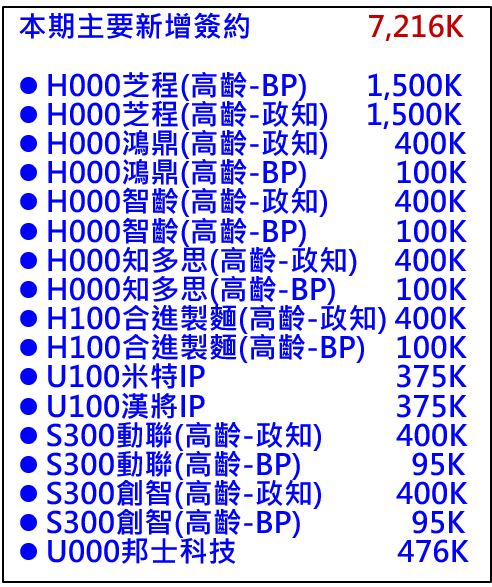 本期主要新增簽約 7,216K
● H000芝程(高齡-BP) 1,500K
● H000芝程(高齡-政知) 1,500K
● H000鴻鼎(高齡-政知) 400K
● H000鴻鼎(高齡-BP) 100K
● H000智齡(高齡-政知) 400K
● H000智齡(高齡-BP) 100K
● H000知多思(高齡-政知) 400K
● H000知多思(高齡-BP) 100K
● H100合進製麵(高齡-政知) 400K
● H100合進製麵(高齡-BP) 100K
● U100米特IP 375K
● U100漢將IP 375K
● S300動聯(高齡-政知) 400K
● S300動聯(高齡-BP) 95K
● S300創智(高齡-政知) 400K
● S300創智(高齡-BP) 95K
● U000邦士科技 476K